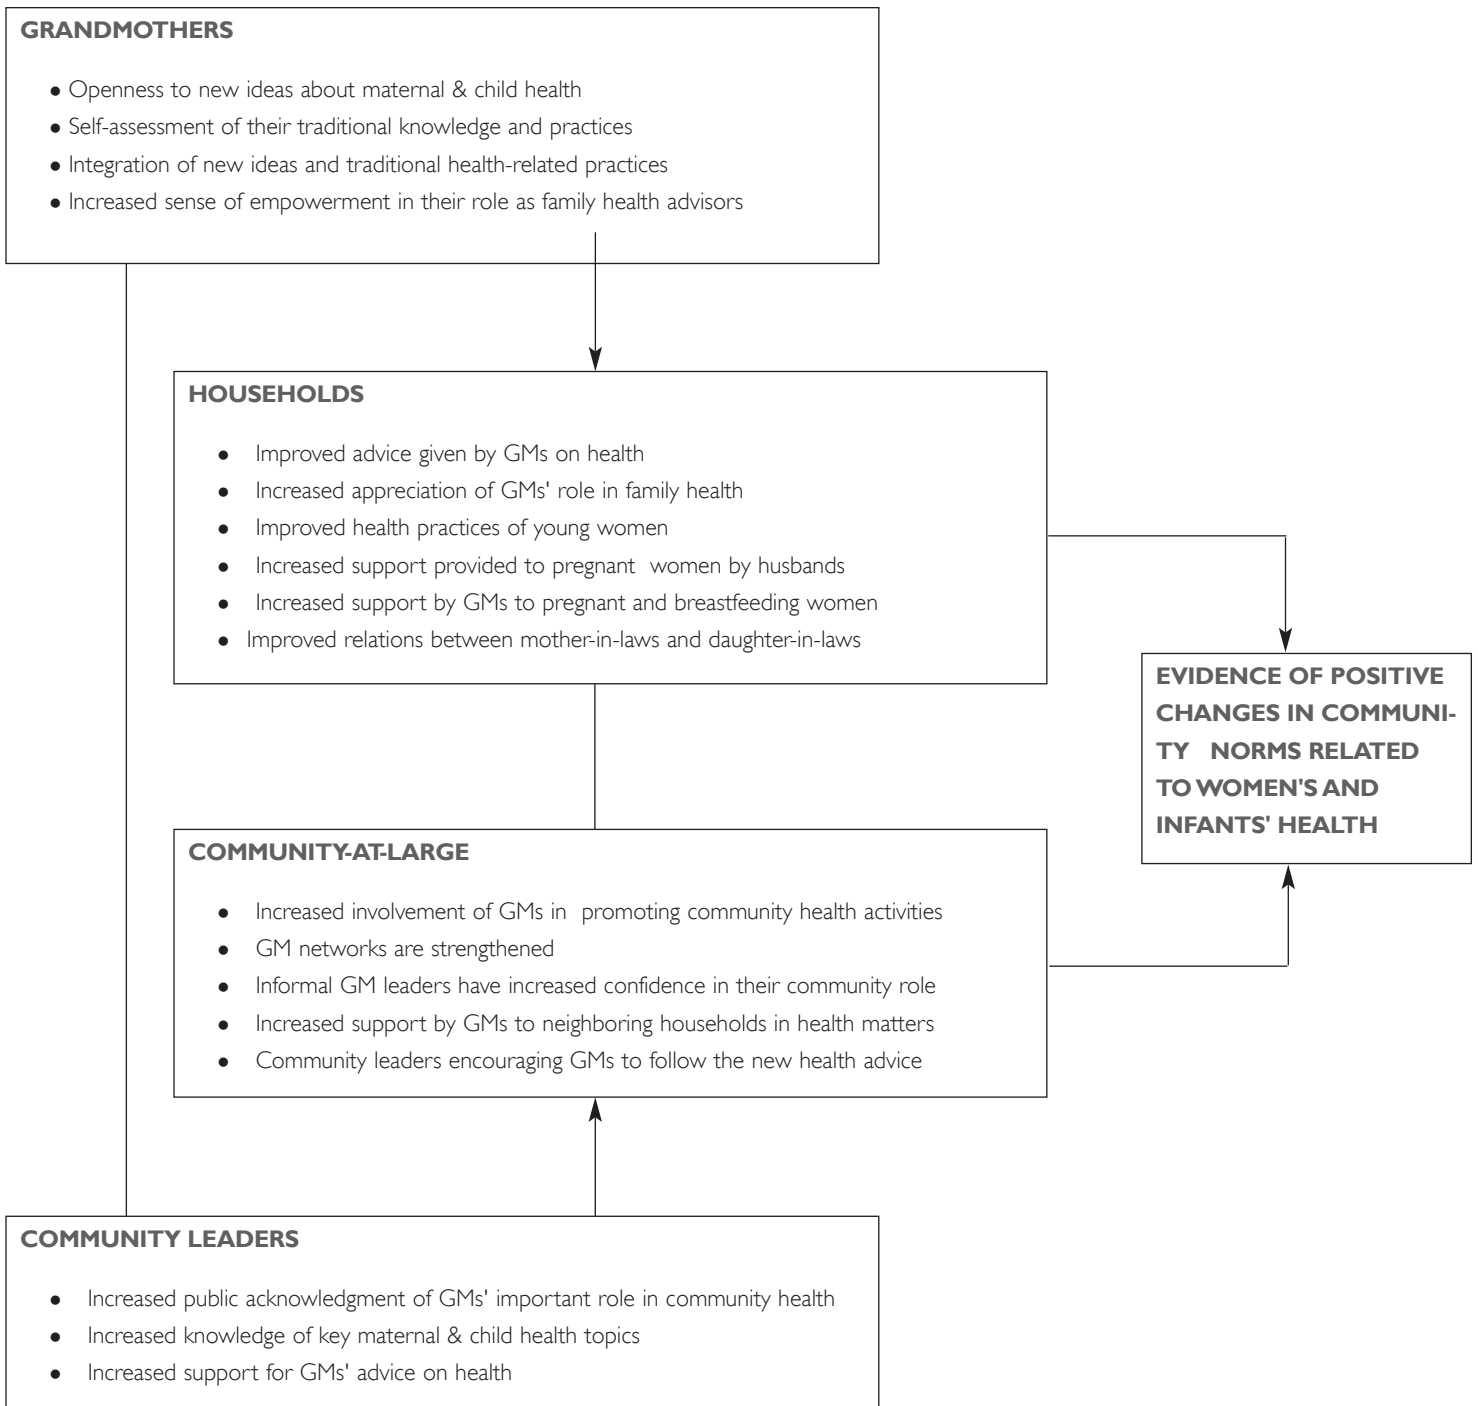 GRANDMOTHERS
● Openness to new ideas about maternal & child health
● Self-assessment of their traditional knowledge and practices
● Integration of new ideas and traditional health-related practices
● Increased sense of empowerment in their role as family health advisors
HOUSEHOLDS
● Improved advice given by GMs on health
● Increased appreciation of GMs' role in family health
● Improved health practices of young women
● Increased support provided to pregnant women by husbands
● Increased support by GMs to pregnant and breastfeeding women
● Improved relations between mother-in-laws and daughter-in-laws
EVIDENCE OF POSITIVE
CHANGES IN COMMUNI-
TY NORMS RELATED
TO WOMEN'S AND
INFANTS' HEALTH
COMMUNITY-AT-LARGE
● Increased involvement of GMs in promoting community health activities
● GM networks are strengthened
● Informal GM leaders have increased confidence in their community role
● Increased support by GMs to neighboring households in health matters
● Community leaders encouraging GMs to follow the new health advice
COMMUNITY LEADERS
● Increased public acknowledgment of GMs' important role in community health
● Increased knowledge of key maternal & child health topics
● Increased support for GMs' advice on health